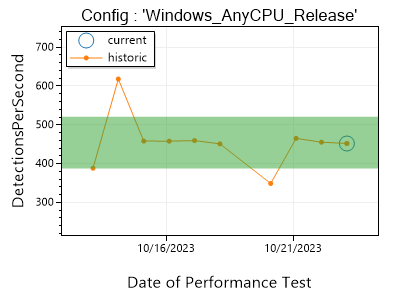 Config : 'Windows_AnyCPU_Release'
current
historic
DetectionsPerSecond
700
600
500
400
300
10/16/2023
10/21/2023
Date of Performance Test